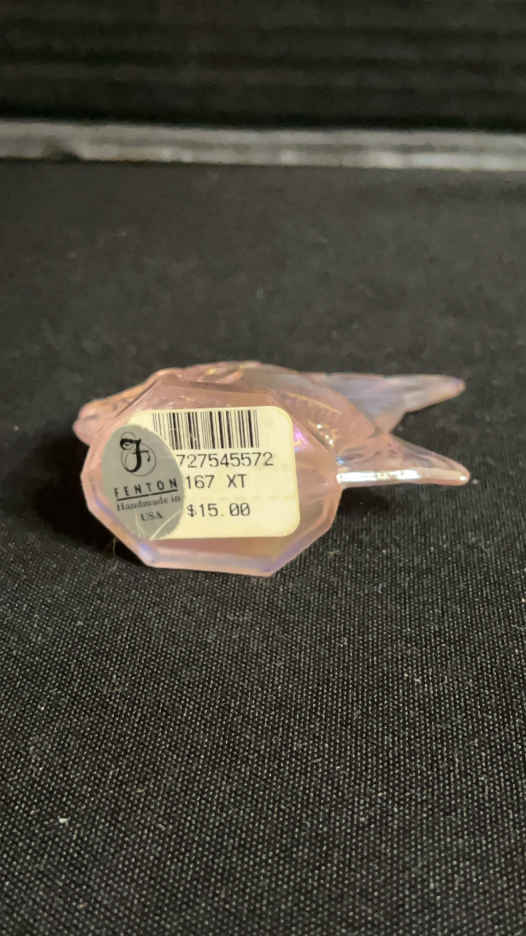 F
FENTON
Handmade in
USA
727545572
167 XT
$15.00